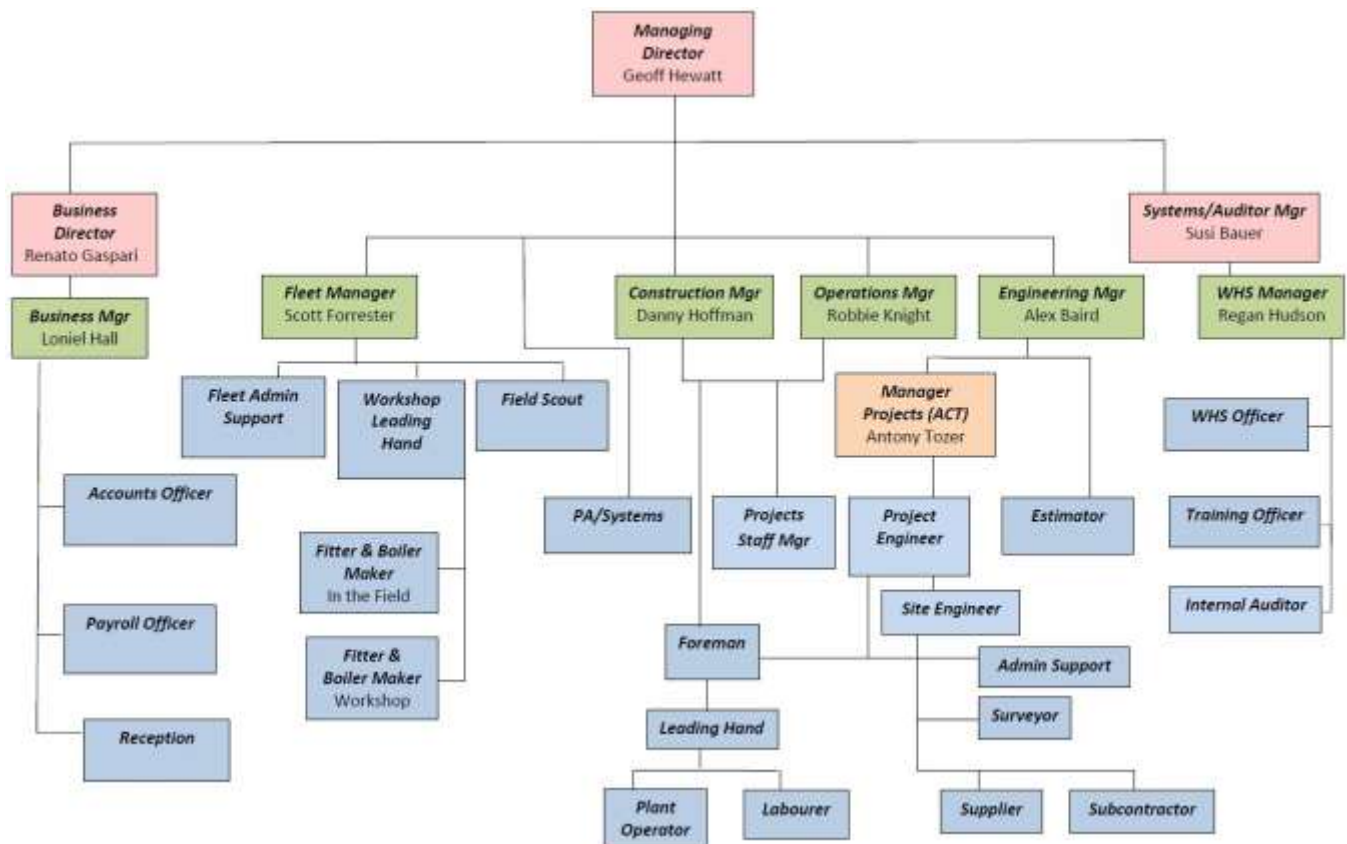 Managing
Director
Geoff Hewatt
Business
Director
Renato Gaspari
Systems/Auditor Mgr
Susi Bauer
Business Mgr
Loniel Hall
Fleet Manager
Scott Forrester
Construction Mgr
Danny Hoffman
Operations Mgr
Robbie Knight
Engineering Mgr
Alex Baird
WHS Manager
Regan Hudson
Fleet Admin
Support
Workshop
Leading
Hand
Field Scout
Manager
Projects (ACT)
Antony Tozer
WHS Officer
Accounts Officer
PA/Systems
Projects
Staff Mgr
Project
Engineer
Estimator
Training Officer
Fitter & Boiler
Maker
In the Field
Site Engineer
Internal Auditor
Payroll Officer
Fitter &
Boiler Maker
Workshop
Foreman
Admin Support
Surveyor
Reception
Leading Hand
Plant
Operator
Labourer
Supplier
Subcontractor